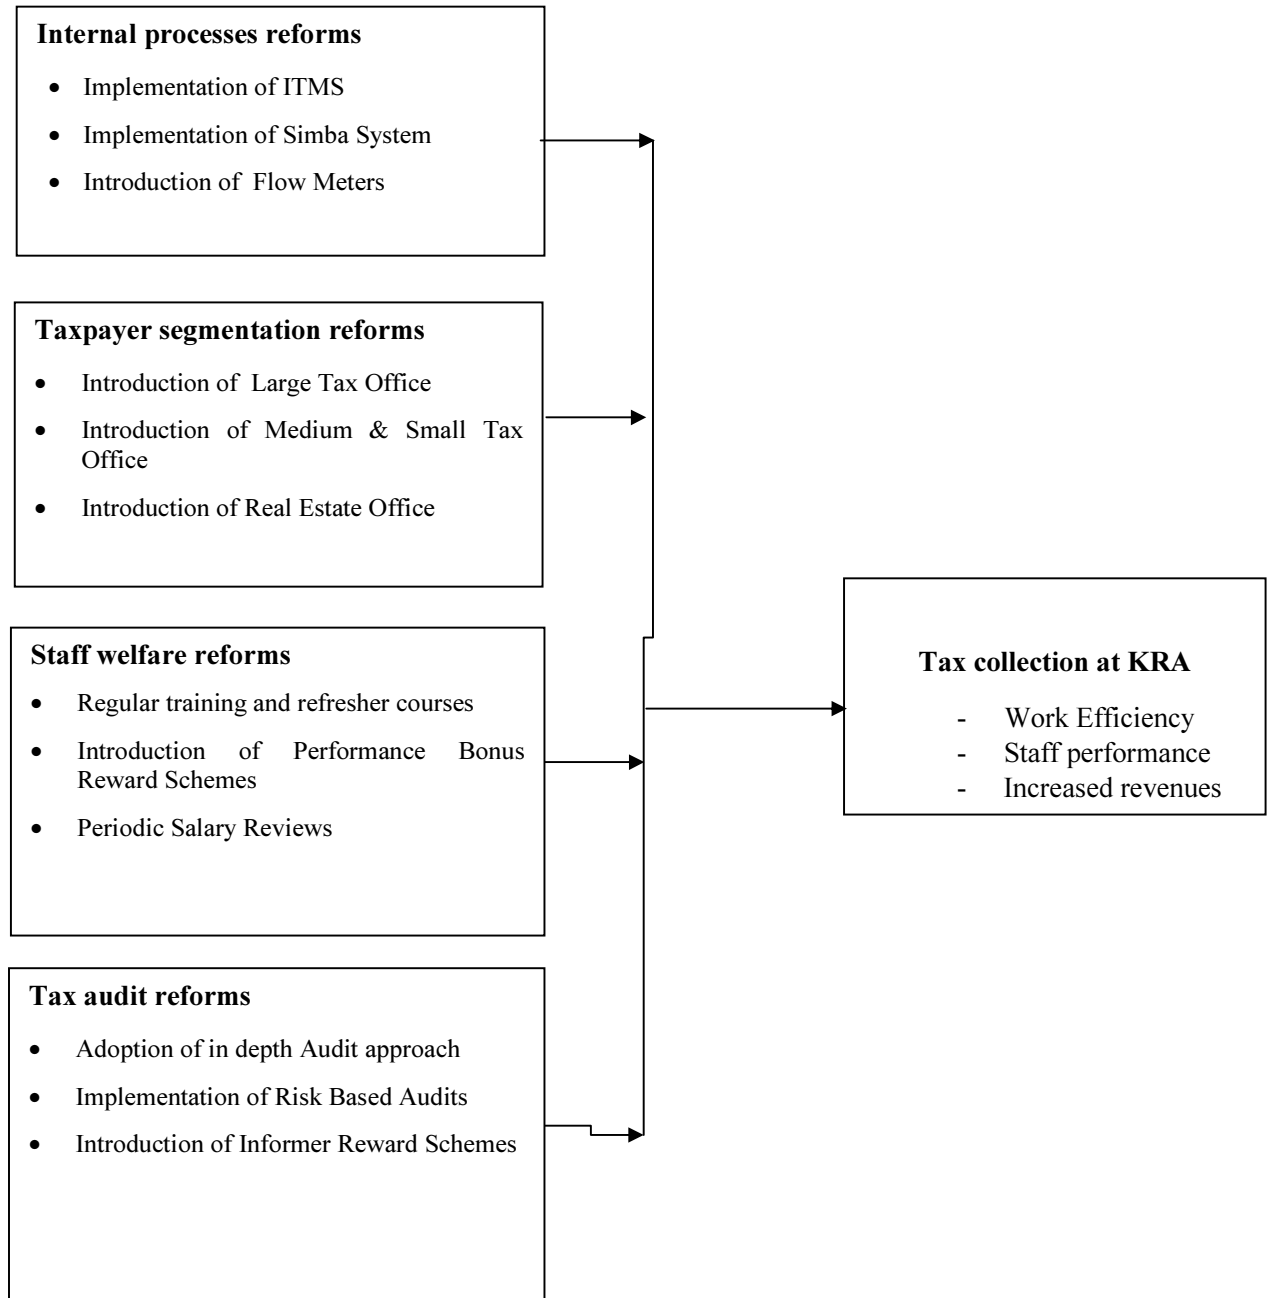 Internal processes reforms
• Implementation of ITMS
• Implementation of Simba System
• Introduction of Flow Meters
Taxpayer segmentation reforms
• Introduction of Large Tax Office
• Introduction of Medium & Small Tax
Office
• Introduction of Real Estate Office
Staff welfare reforms
• Regular training and refresher courses
• Introduction of Performance Bonus
Reward Schemes
• Periodic Salary Reviews
Tax audit reforms
• Adoption of in depth Audit approach
• Implementation of Risk Based Audits
• Introduction of Informer Reward Schemes
Tax collection at KRA
- Work Efficiency
- Staff performance
- Increased revenues